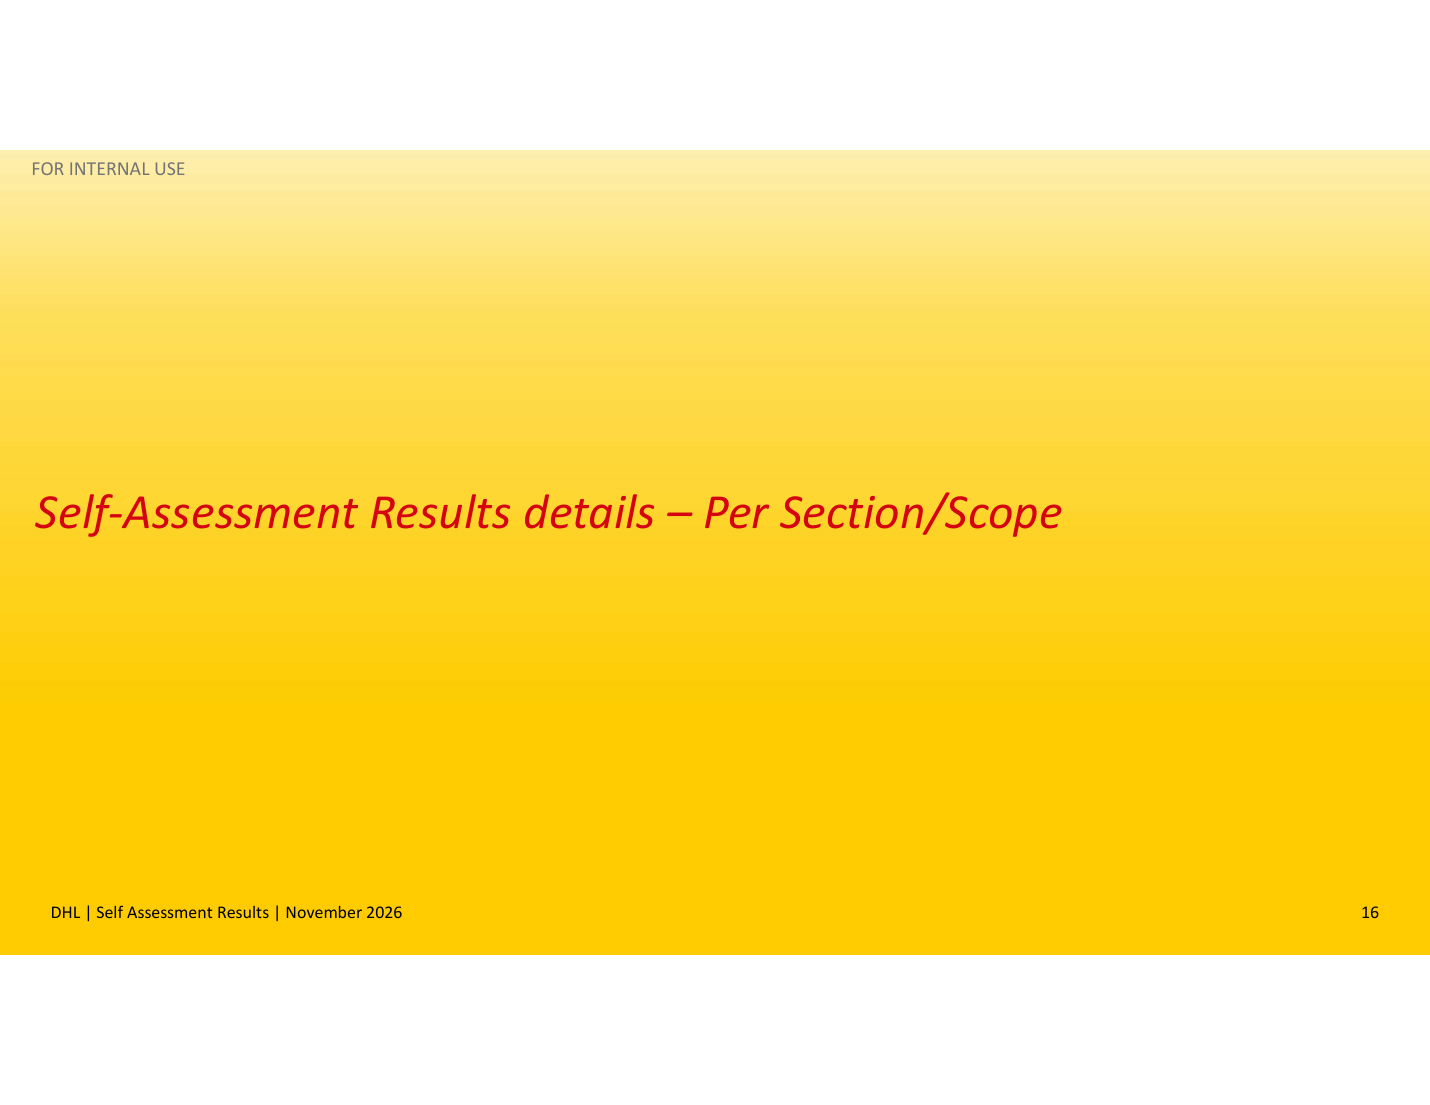 FOR INTERNAL USE
Self-Assessment Results details – Per Section/Scope
DHL | Self Assessment Results | November 2026
16